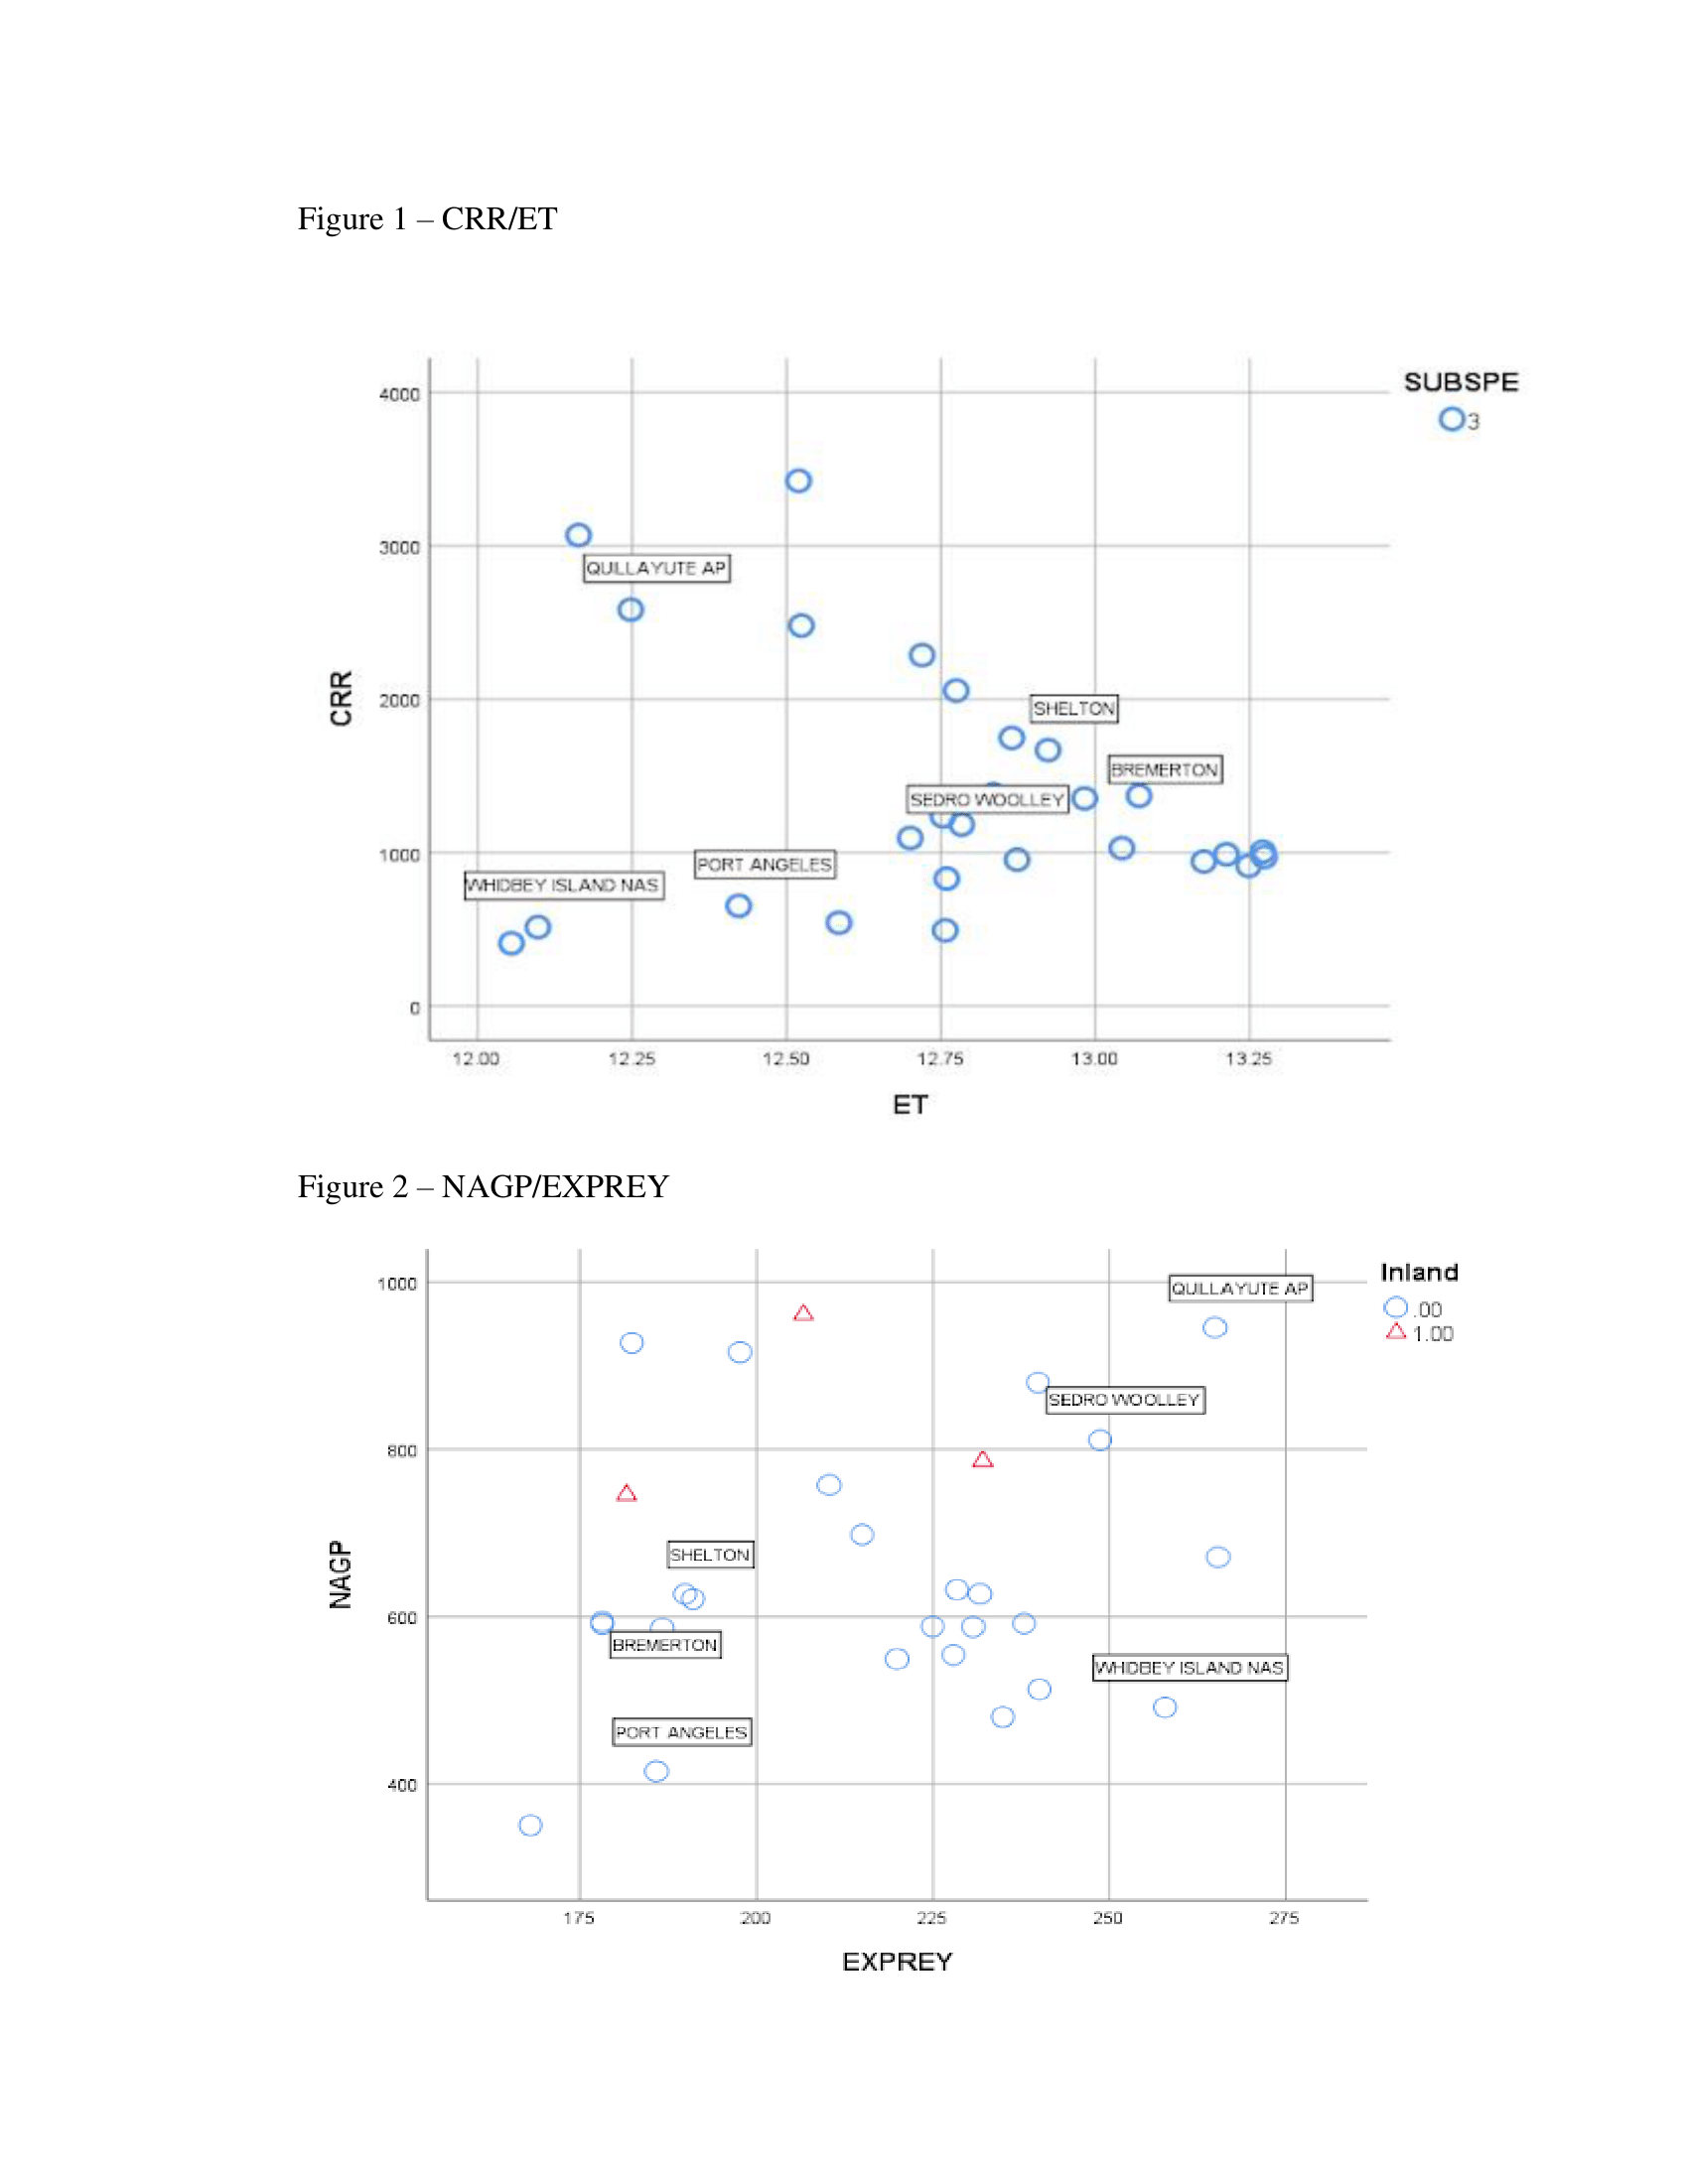 Figure 1 – CRR/ET
SUBSPE
3
4000
3000
QUILLAYUTE AP
CRR
2000
SHELTON
BREMERTON
SEDRO WOOLLEY
1000
PORT ANGELES
WHIDBEY ISLAND NAS
0
12.00 12.25 12.50 12.75 13.00 13.25
ET
Figure 2 – NAGP/EXPREY
Inland
.00
1.00
1000
QUILLAYUTE AP
SEDRO WOOLLEY
800
NAGP
SHELTON
600
BREMERTON
WHIDBEY ISLAND NAS
PORT ANGELES
400
175 200 225 250 275
EXPREY